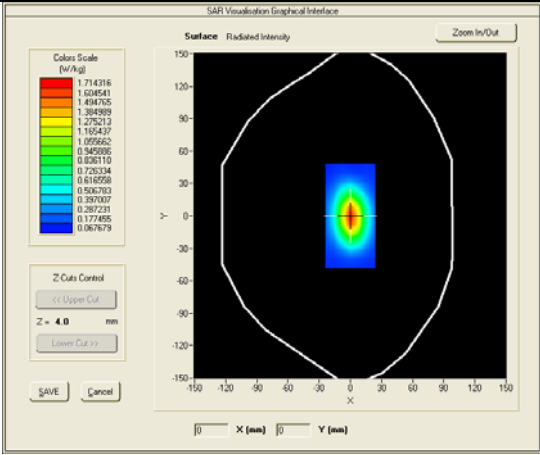 SAR Visualisation Graphical Interface
Surface Radiated Intensity
Zoom In/Out
Colors Scale
(W/kg)
1.714316
1.604541
1.494765
1.384989
1.275213
1.165437
1.055662
0.945886
0.836110
0.726334
0.616558
0.506783
0.397007
0.287231
0.177455
0.067679
Z-Cuts Control
<< Upper Cut
Z = 4.0 mm
Lower Cut >>
SAVE Cancel
150
120
90
60
30
0
-30
-60
-90
-120
-150
Y
-150 -120 -90 -60 -30 0 30 60 90 120 150
X
0 X (mm) 0 Y (mm)